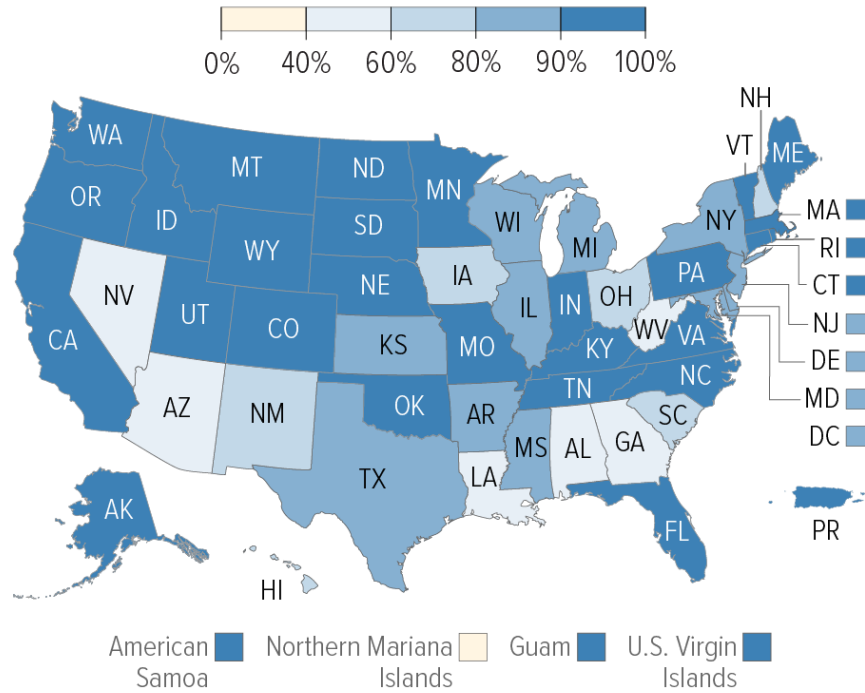 0% 40% 60% 80% 90% 100%
NH
WA
MT
ND
VT
ME
MN
OR
ID
SD
WI
MI
NY
MA
WY
RI
IA
NE
PA
CT
NV
OH
IL
IN
UT
CO
WV
NJ
CA
KS
MO
VA
KY
DE
NC
TN
MD
AZ
NM
OK
AR
SC
DC
MS
AL
GA
TX
LA
AK
FL
PR
HI
American
Samoa
Northern Mariana
Islands
Guam
U.S. Virgin
Islands